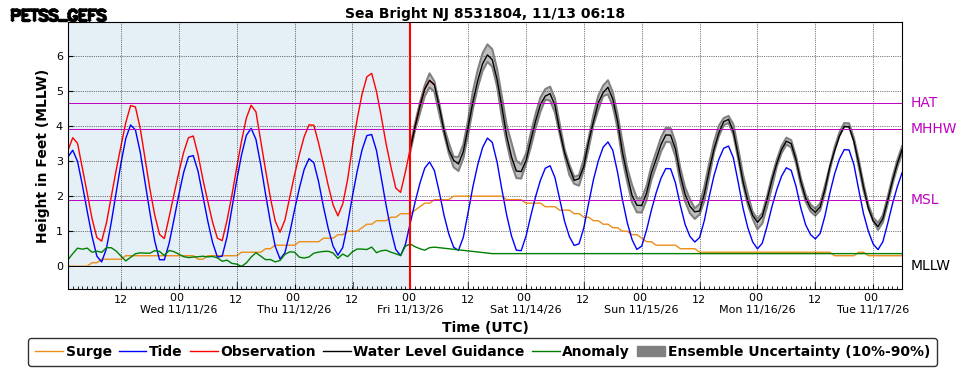 PETSS_GEFS
Sea Bright NJ 8531804, 11/13 06:18
Height in Feet (MLLW)
6
5
4
3
2
1
0
HAT
MHHW
MSL
MLLW
12 00 12 00 12 00 12 00 12 00 12 00 12 00
Wed 11/11/26 Thu 11/12/26 Fri 11/13/26 Sat 11/14/26 Sun 11/15/26 Mon 11/16/26 Tue 11/17/26
Time (UTC)
Surge Tide Observation Water Level Guidance Anomaly Ensemble Uncertainty (10%-90%)